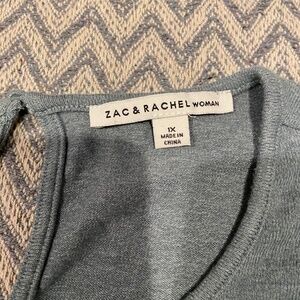 ZAC & RACHEL WOMAN
1X
MADE IN
CHINA